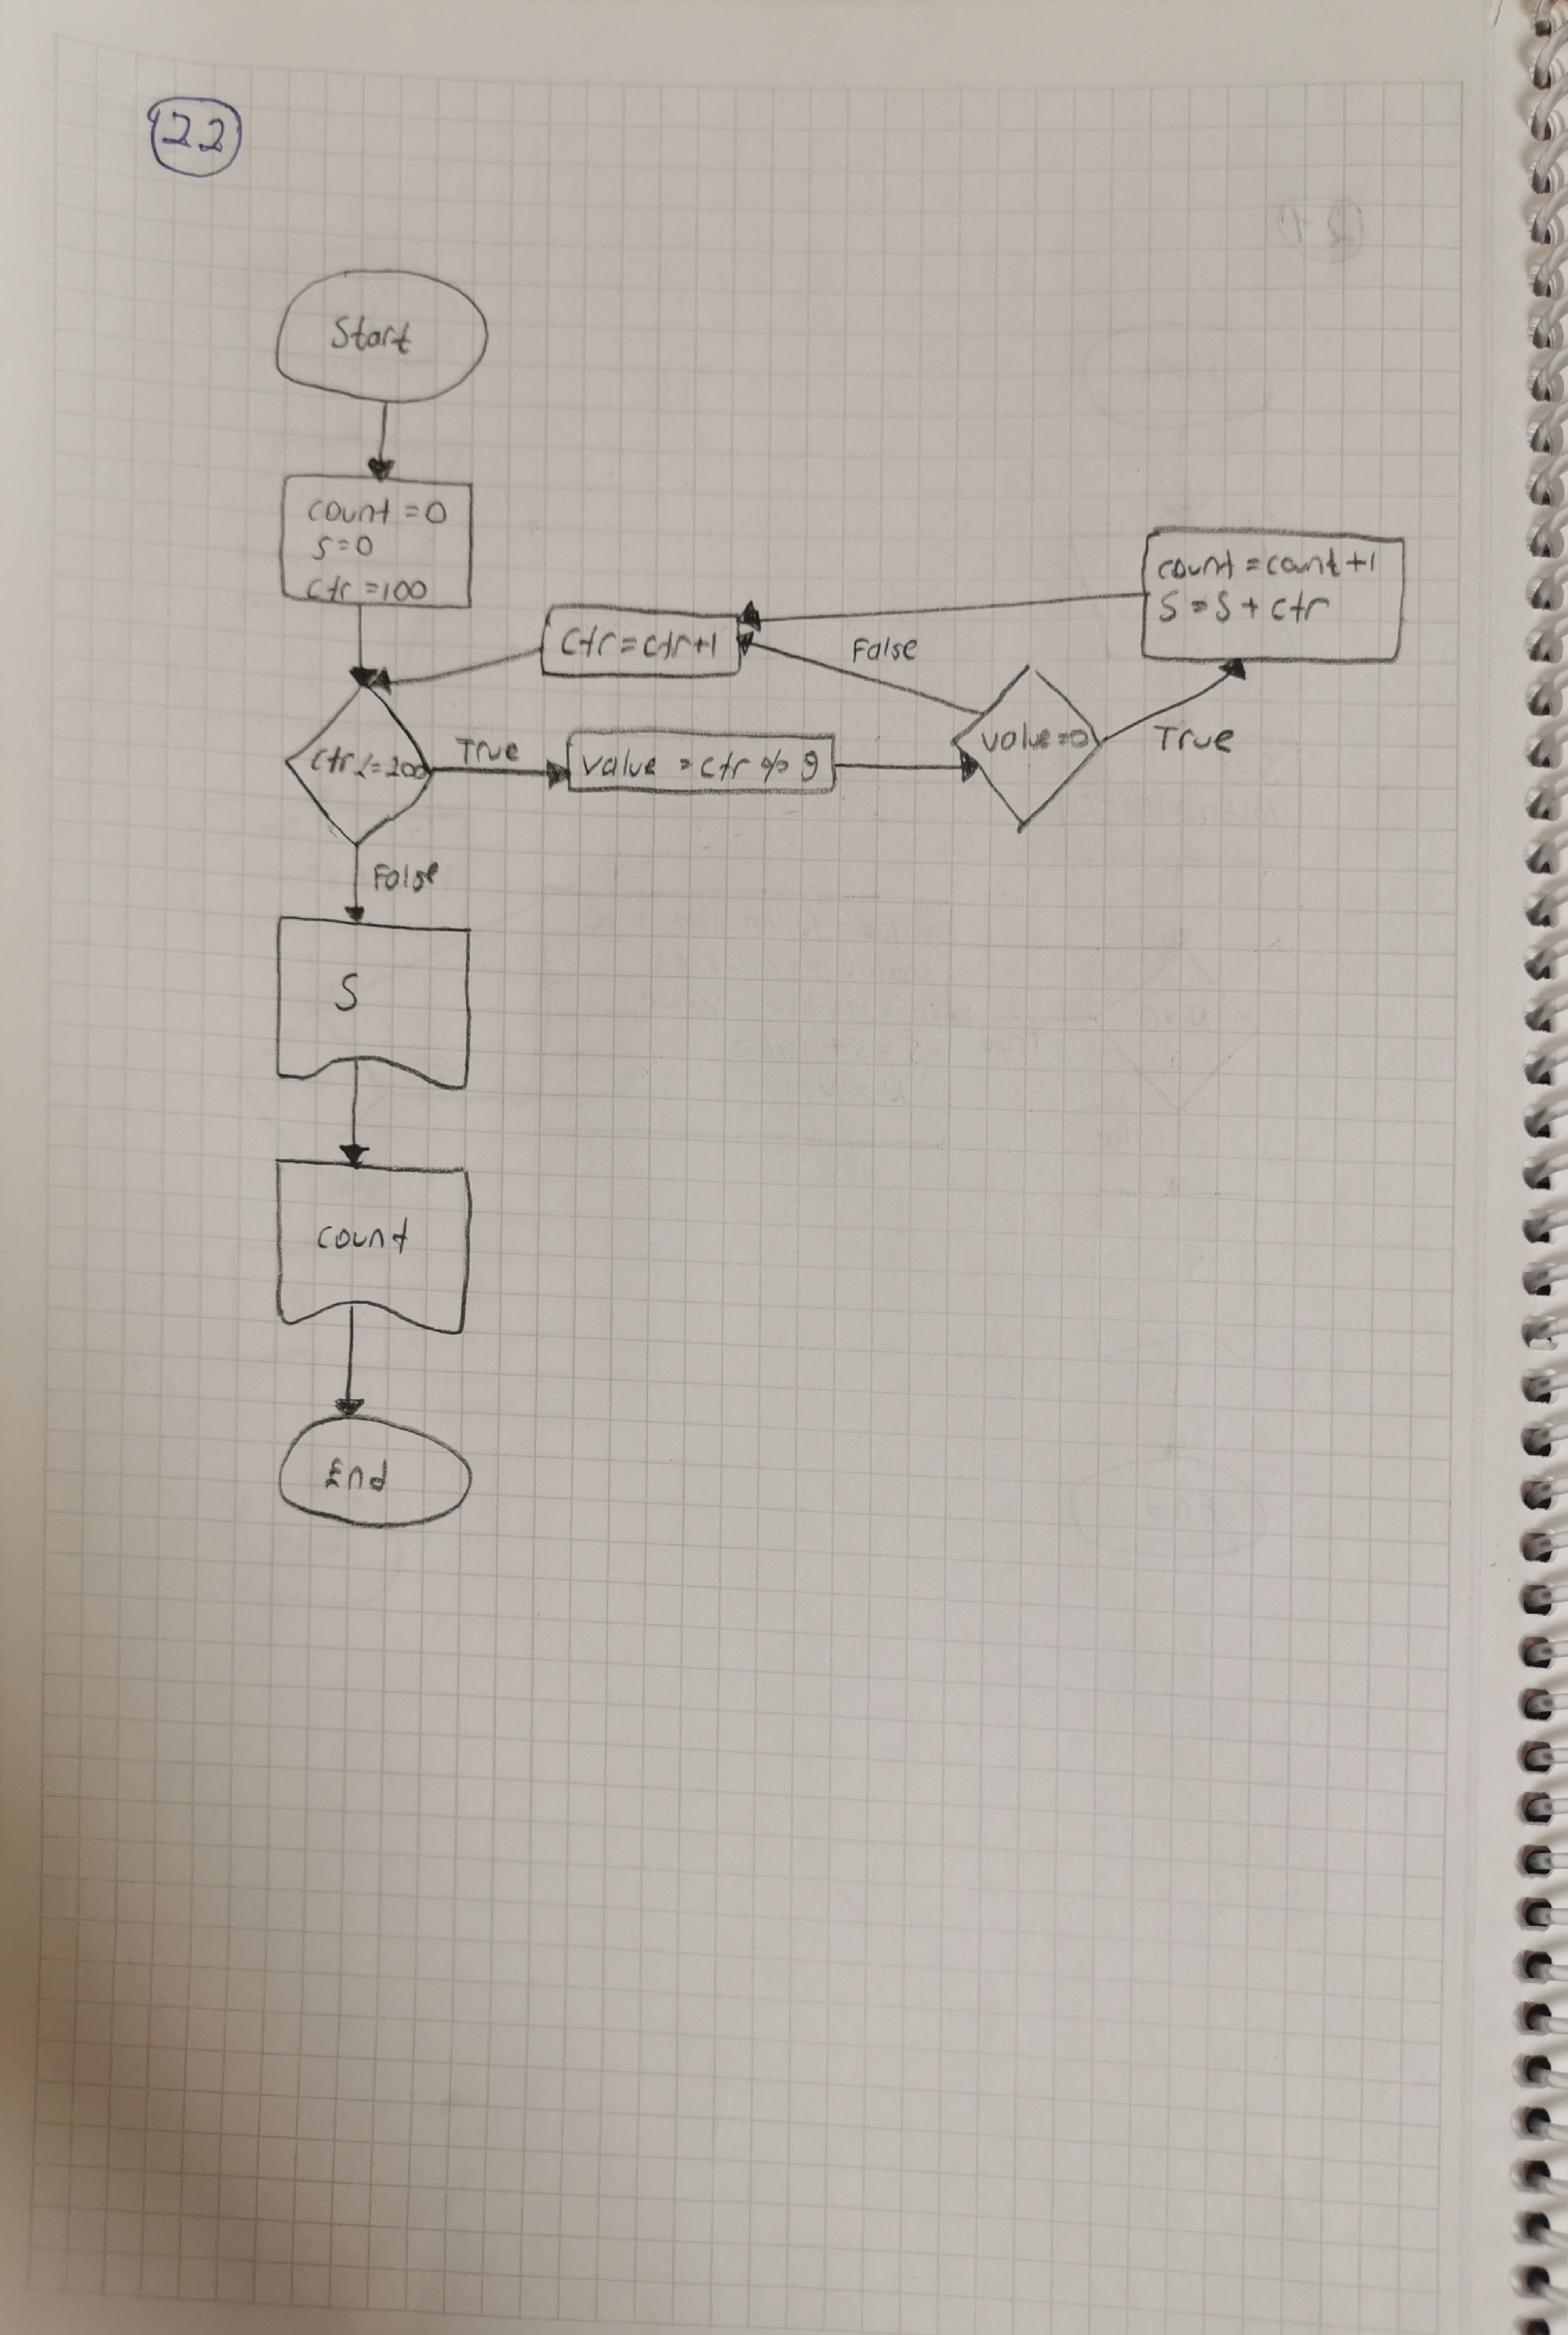 22
Start
count = 0
S = 0
ctr = 100
count = count + 1
S = S + ctr
ctr = ctr + 1
False
ctr <= 200
True
value = ctr % 9
value = 0
True
False
S
count
End